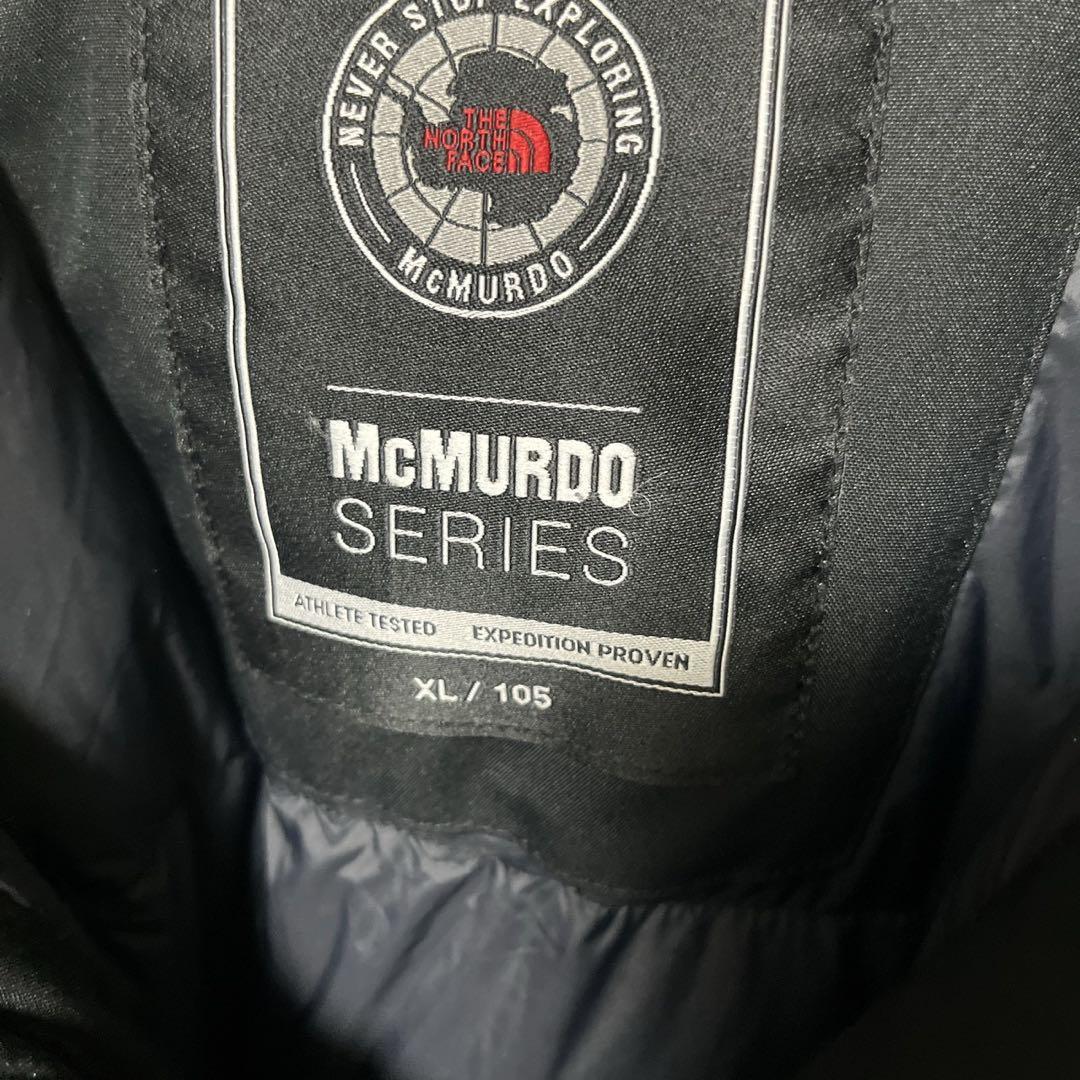 NEVER STOP EXPLORING
THE
NORTH
FACE
McMURDO
McMURDO
SERIES
ATHLETE TESTED EXPEDITION PROVEN
XL / 105